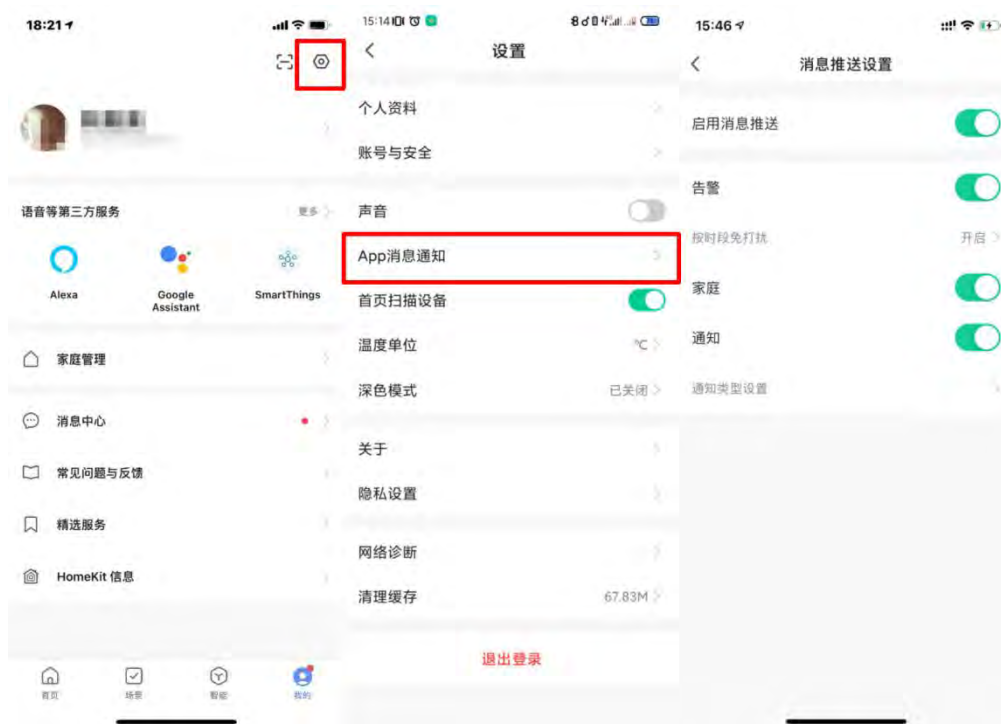 18:21
语音等第三方服务
更多
Alexa
Google
Assistant
SmartThings
家庭管理
消息中心
常见问题与反馈
精选服务
HomeKit 信息
首页
场景
智能
我的
15:14
设置
个人资料
账号与安全
声音
App消息通知
首页扫描设备
温度单位
°C
深色模式
已关闭
关于
隐私设置
网络诊断
清理缓存
67.83M
退出登录
15:46
消息推送设置
启用消息推送
告警
按时段免打扰
开启
家庭
通知
通知类型设置